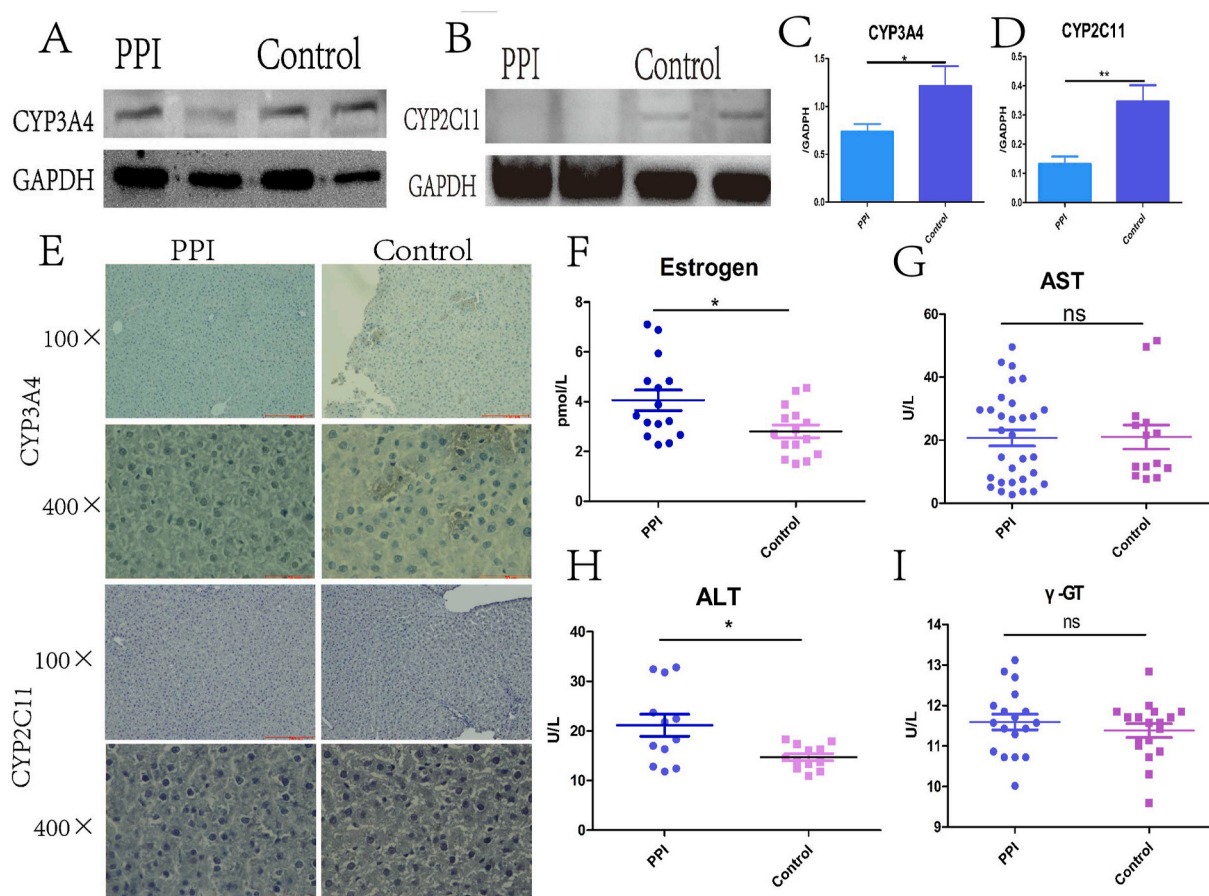 A
PPI Control
CYP3A4
GAPDH
B
PPI Control
CYP2C11
GAPDH
C
CYP3A4
*
/GADPH
1.5
1.0
0.5
0.0
PPI
Control
D
CYP2C11
**
/GADPH
0.4
0.3
0.2
0.1
0.0
PPI
Control
E
PPI Control
CYP3A4
100×
400×
CYP2C11
100×
400×
F
Estrogen
*
pmol/L
8
6
4
2
0
PPI
Control
G
AST
ns
U/L
60
40
20
0
PPI
Control
H
ALT
*
U/L
40
30
20
10
0
PPI
Control
I
γ-GT
ns
U/L
14
13
12
11
10
9
PPI
Control